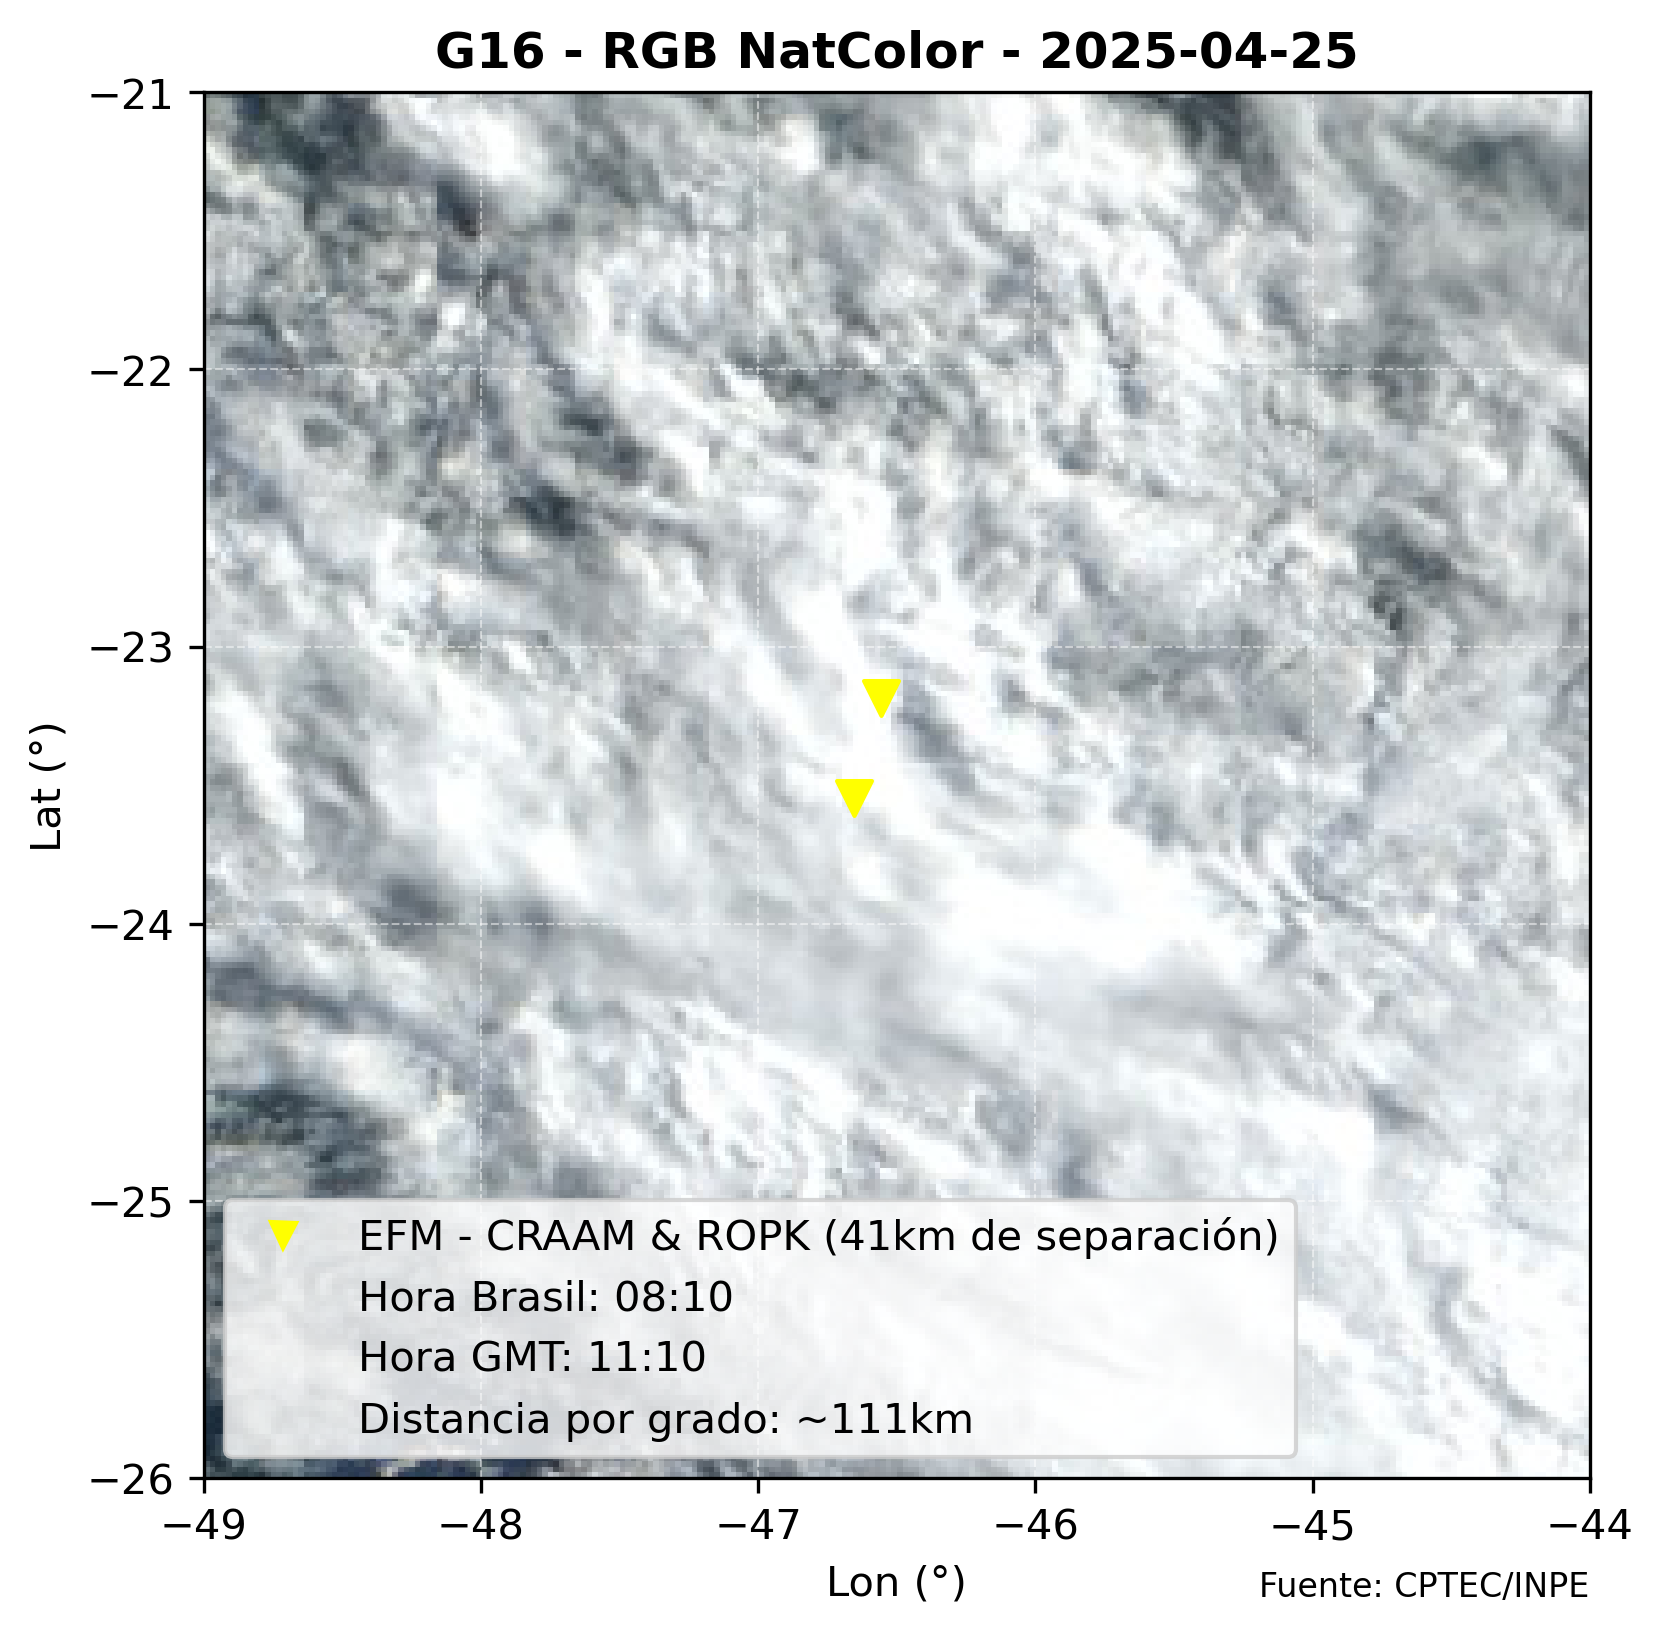 G16 - RGB NatColor - 2025-04-25
−21
−22
−23
−24
−25
−26
Lat (°)
EFM - CRAAM & ROPK (41km de separación)
Hora Brasil: 08:10
Hora GMT: 11:10
Distancia por grado: ~111km
−49
−48
−47
−46
−45
−44
Lon (°)
Fuente: CPTEC/INPE